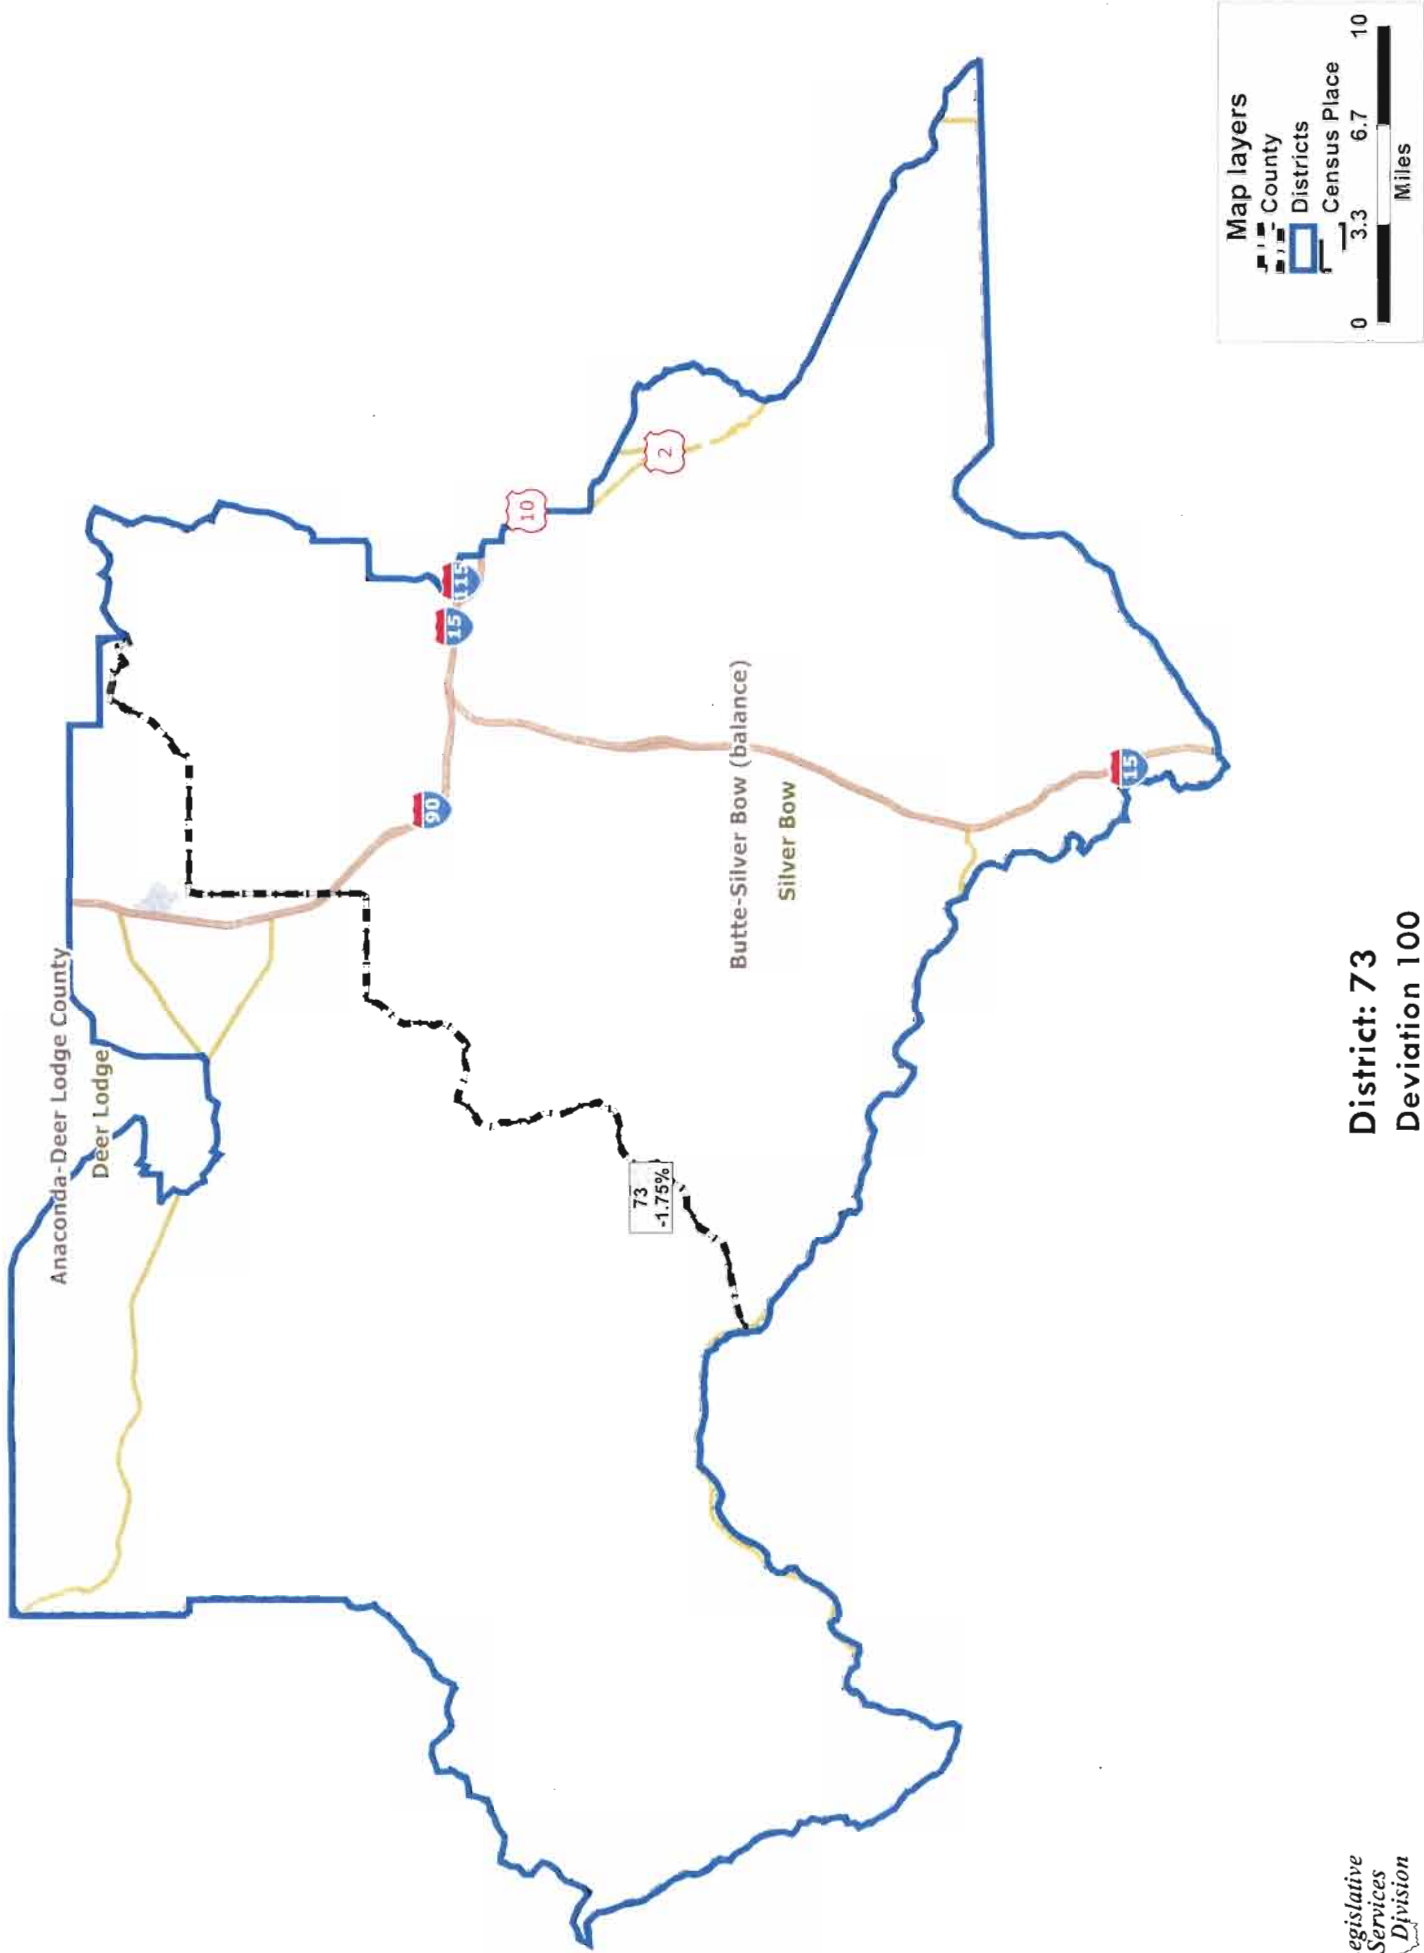 Anaconda-Deer Lodge County
Deer Lodge
90
15
115
10
2
Butte-Silver Bow (balance)
Silver Bow
15
73
-1.75%
Map layers
County
Districts
Census Place
0 3.3 6.7 10
Miles
District: 73
Deviation 100
egislative
Services
Division